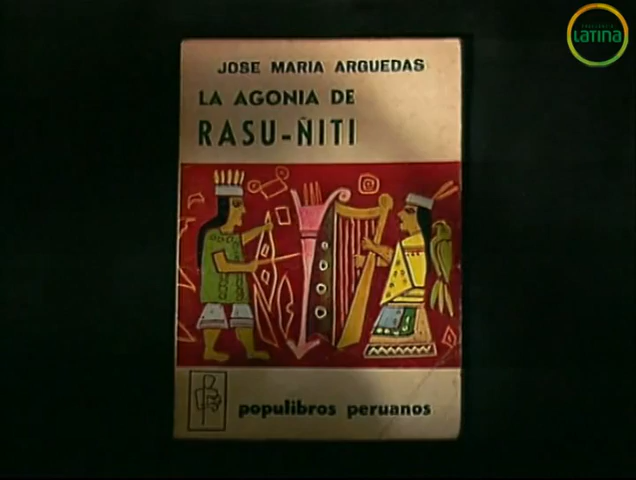 LATINA
JOSE MARIA ARGUEDAS
LA AGONIA DE
RASU-ÑITI
populibros peruanos